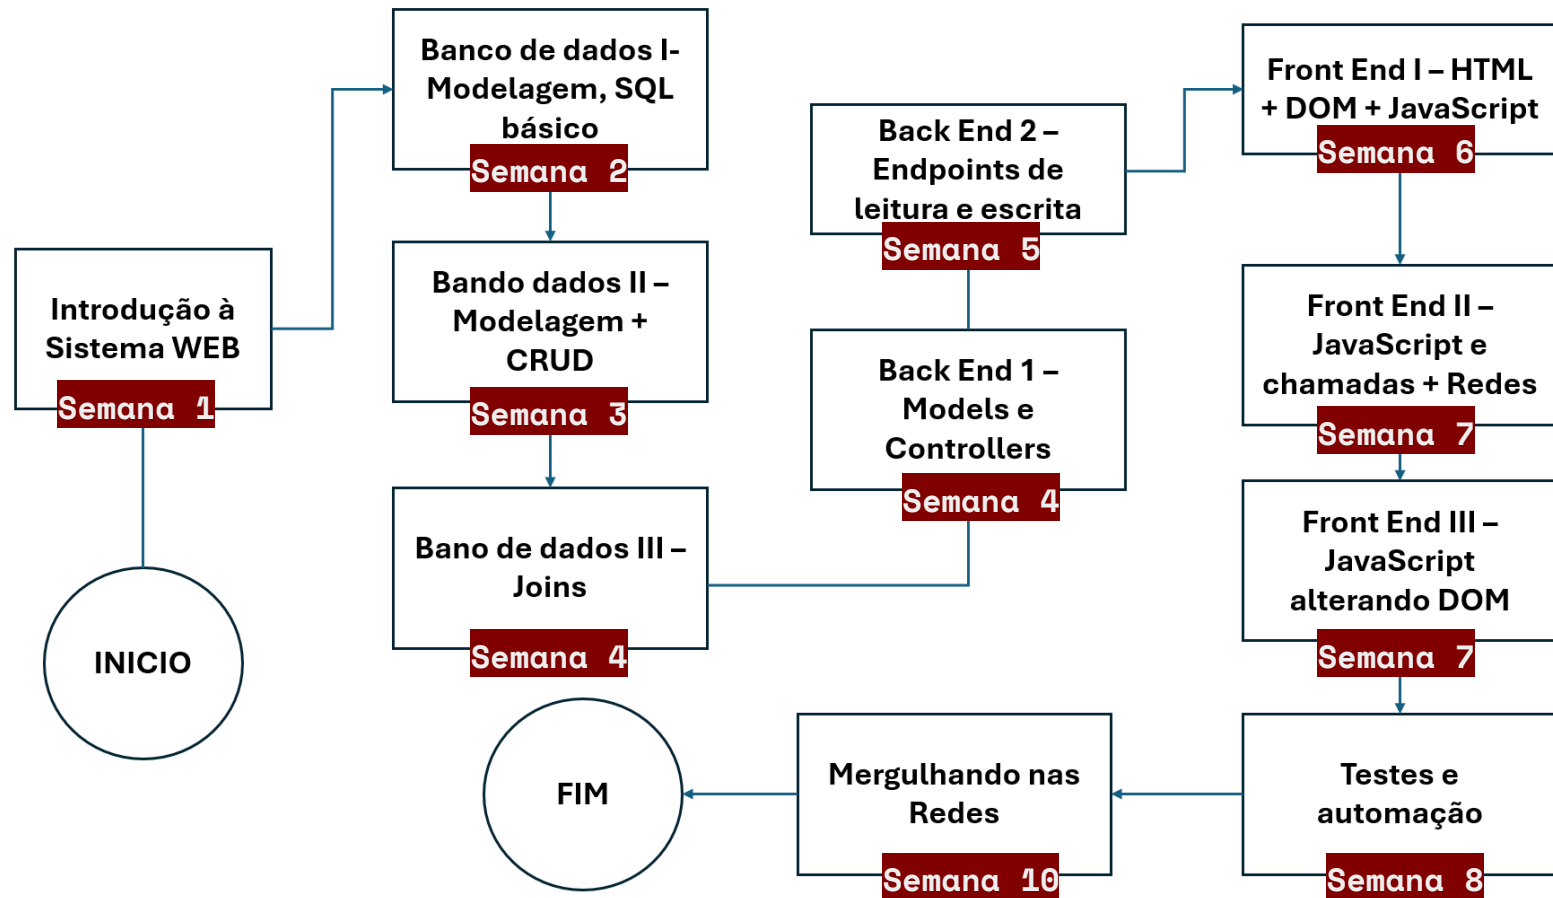 INICIO
Introdução à
Sistema WEB
Semana 1
Banco de dados I-
Modelagem, SQL
básico
Semana 2
Bando dados II –
Modelagem +
CRUD
Semana 3
Bano de dados III –
Joins
Semana 4
Back End 1 –
Models e
Controllers
Semana 4
Back End 2 –
Endpoints de
leitura e escrita
Semana 5
Front End I – HTML
+ DOM + JavaScript
Semana 6
Front End II –
JavaScript e
chamadas + Redes
Semana 7
Front End III –
JavaScript
alterando DOM
Semana 7
Testes e
automação
Semana 8
Mergulhando nas
Redes
Semana 10
FIM